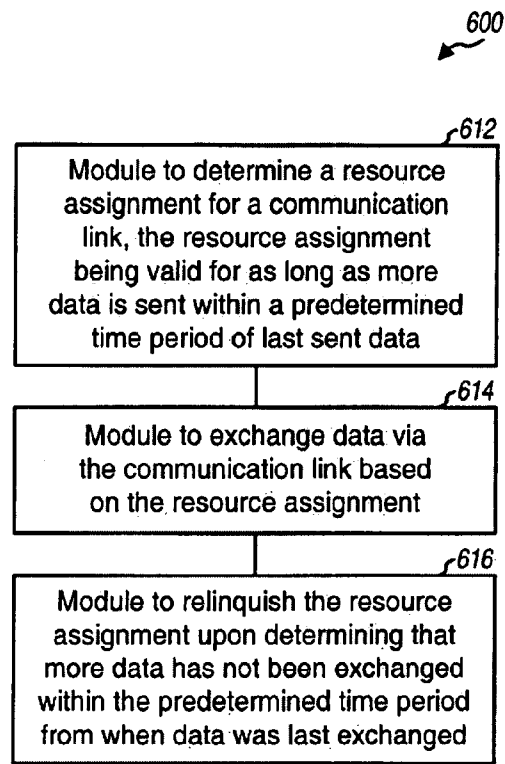 600
612
Module to determine a resource
assignment for a communication
link, the resource assignment
being valid for as long as more
data is sent within a predetermined
time period of last sent data
614
Module to exchange data via
the communication link based
on the resource assignment
616
Module to relinquish the resource
assignment upon determining that
more data has not been exchanged
within the predetermined time period
from when data was last exchanged